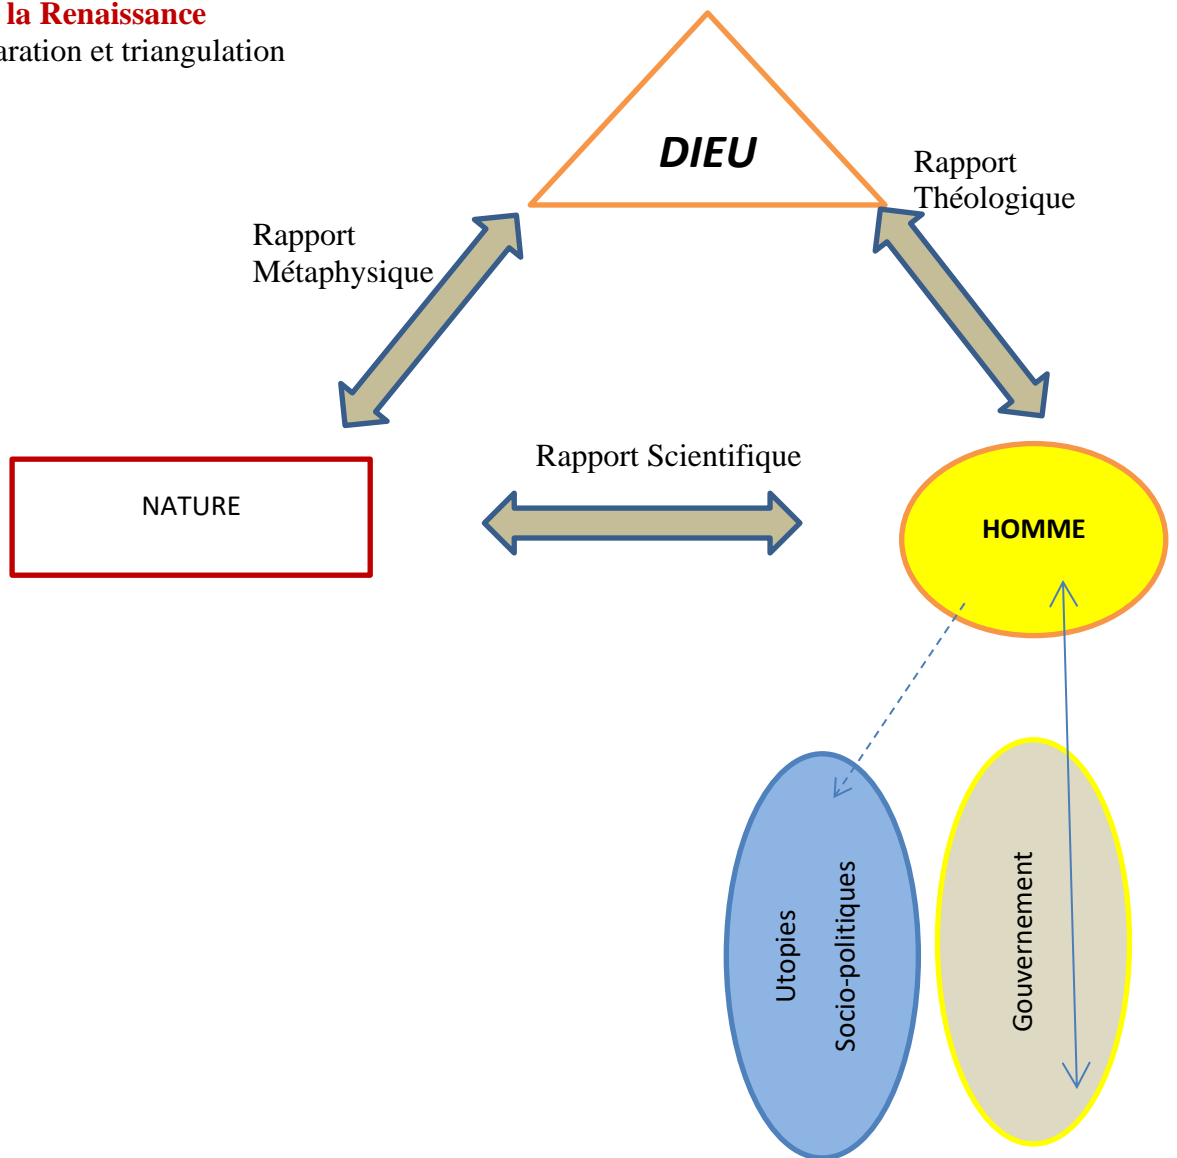 la Renaissance
aration et triangulation
DIEU
Rapport
Théologique
Rapport
Métaphysique
Rapport Scientifique
NATURE
HOMME
Utopies
Socio-politiques
Gouvernement